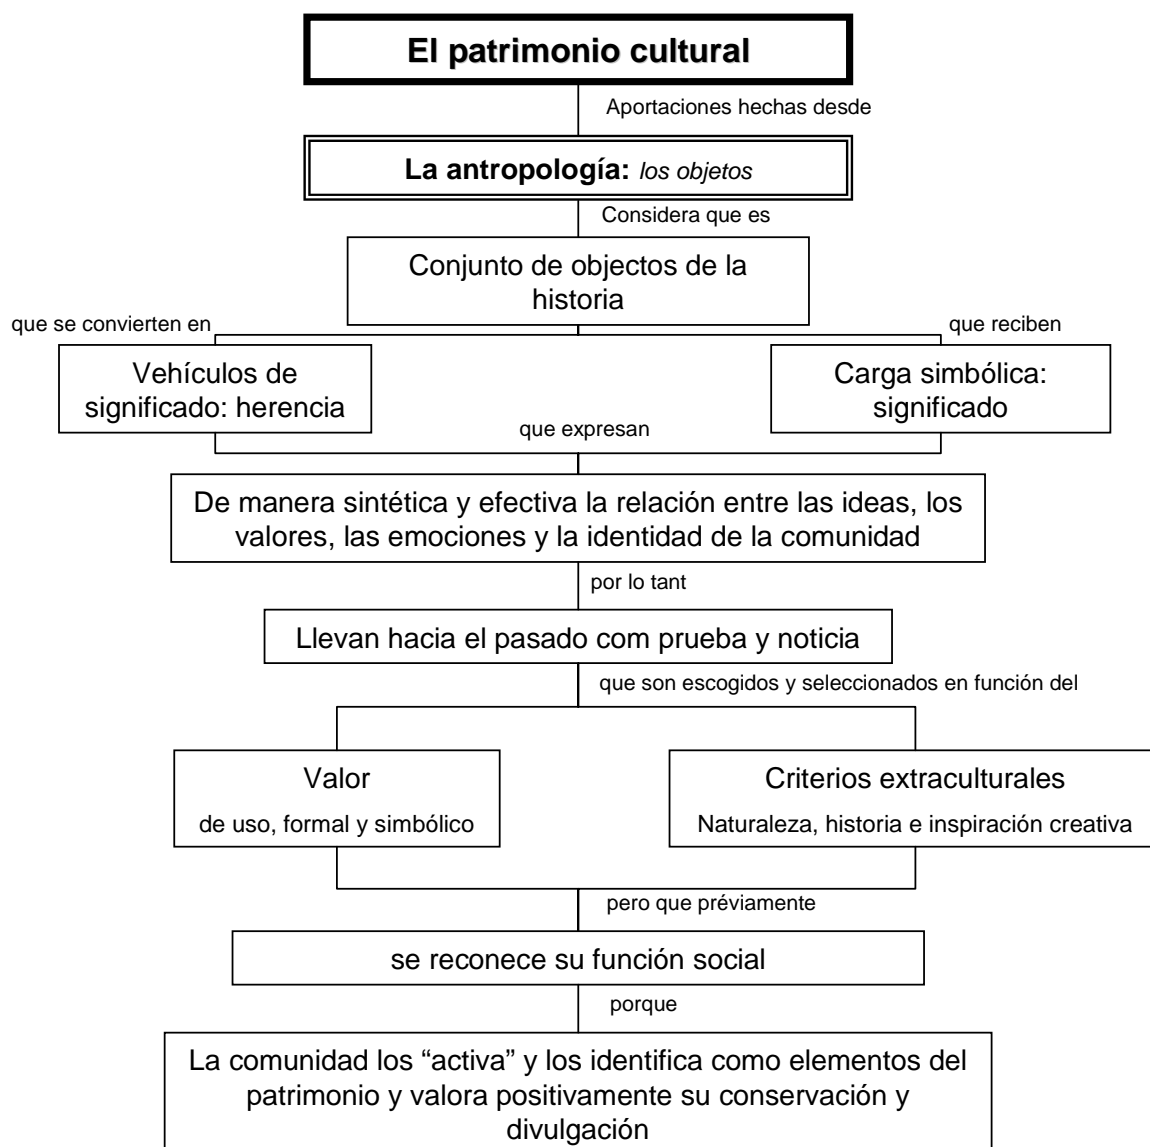 El patrimonio cultural
Aportaciones hechas desde
La antropología: los objetos
Considera que es
Conjunto de objectos de la
historia
que se convierten en
que reciben
Vehículos de
significado: herencia
Carga simbólica:
significado
que expresan
De manera sintética y efectiva la relación entre las ideas, los
valores, las emociones y la identidad de la comunidad
por lo tant
Llevan hacia el pasado com prueba y noticia
que son escogidos y seleccionados en función del
Valor
de uso, formal y simbólico
Criterios extraculturales
Naturaleza, historia e inspiración creativa
pero que préviamente
se reconece su función social
porque
La comunidad los “activa” y los identifica como elementos del
patrimonio y valora positivamente su conservación y
divulgación